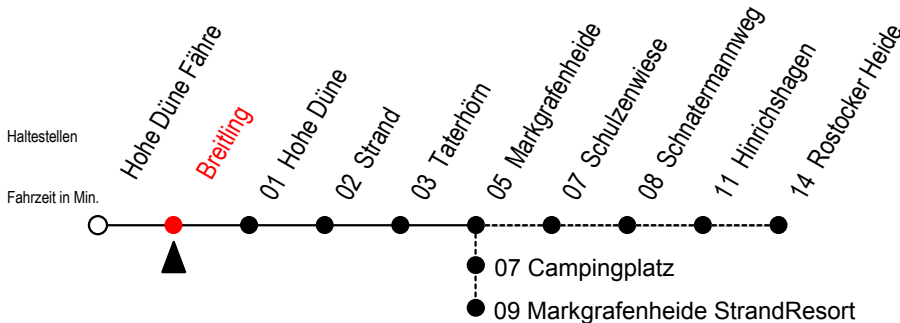 Haltestellen
Fahrzeit in Min.
Hohe Düne Fähre
Breitling
01 Hohe Düne
02 Strand
03 Taterhörn
05 Markgrafenheide
07 Schulzenwiese
08 Schnatermannweg
11 Hinrichshagen
14 Rostocker Heide
07 Campingplatz
09 Markgrafenheide StrandResort